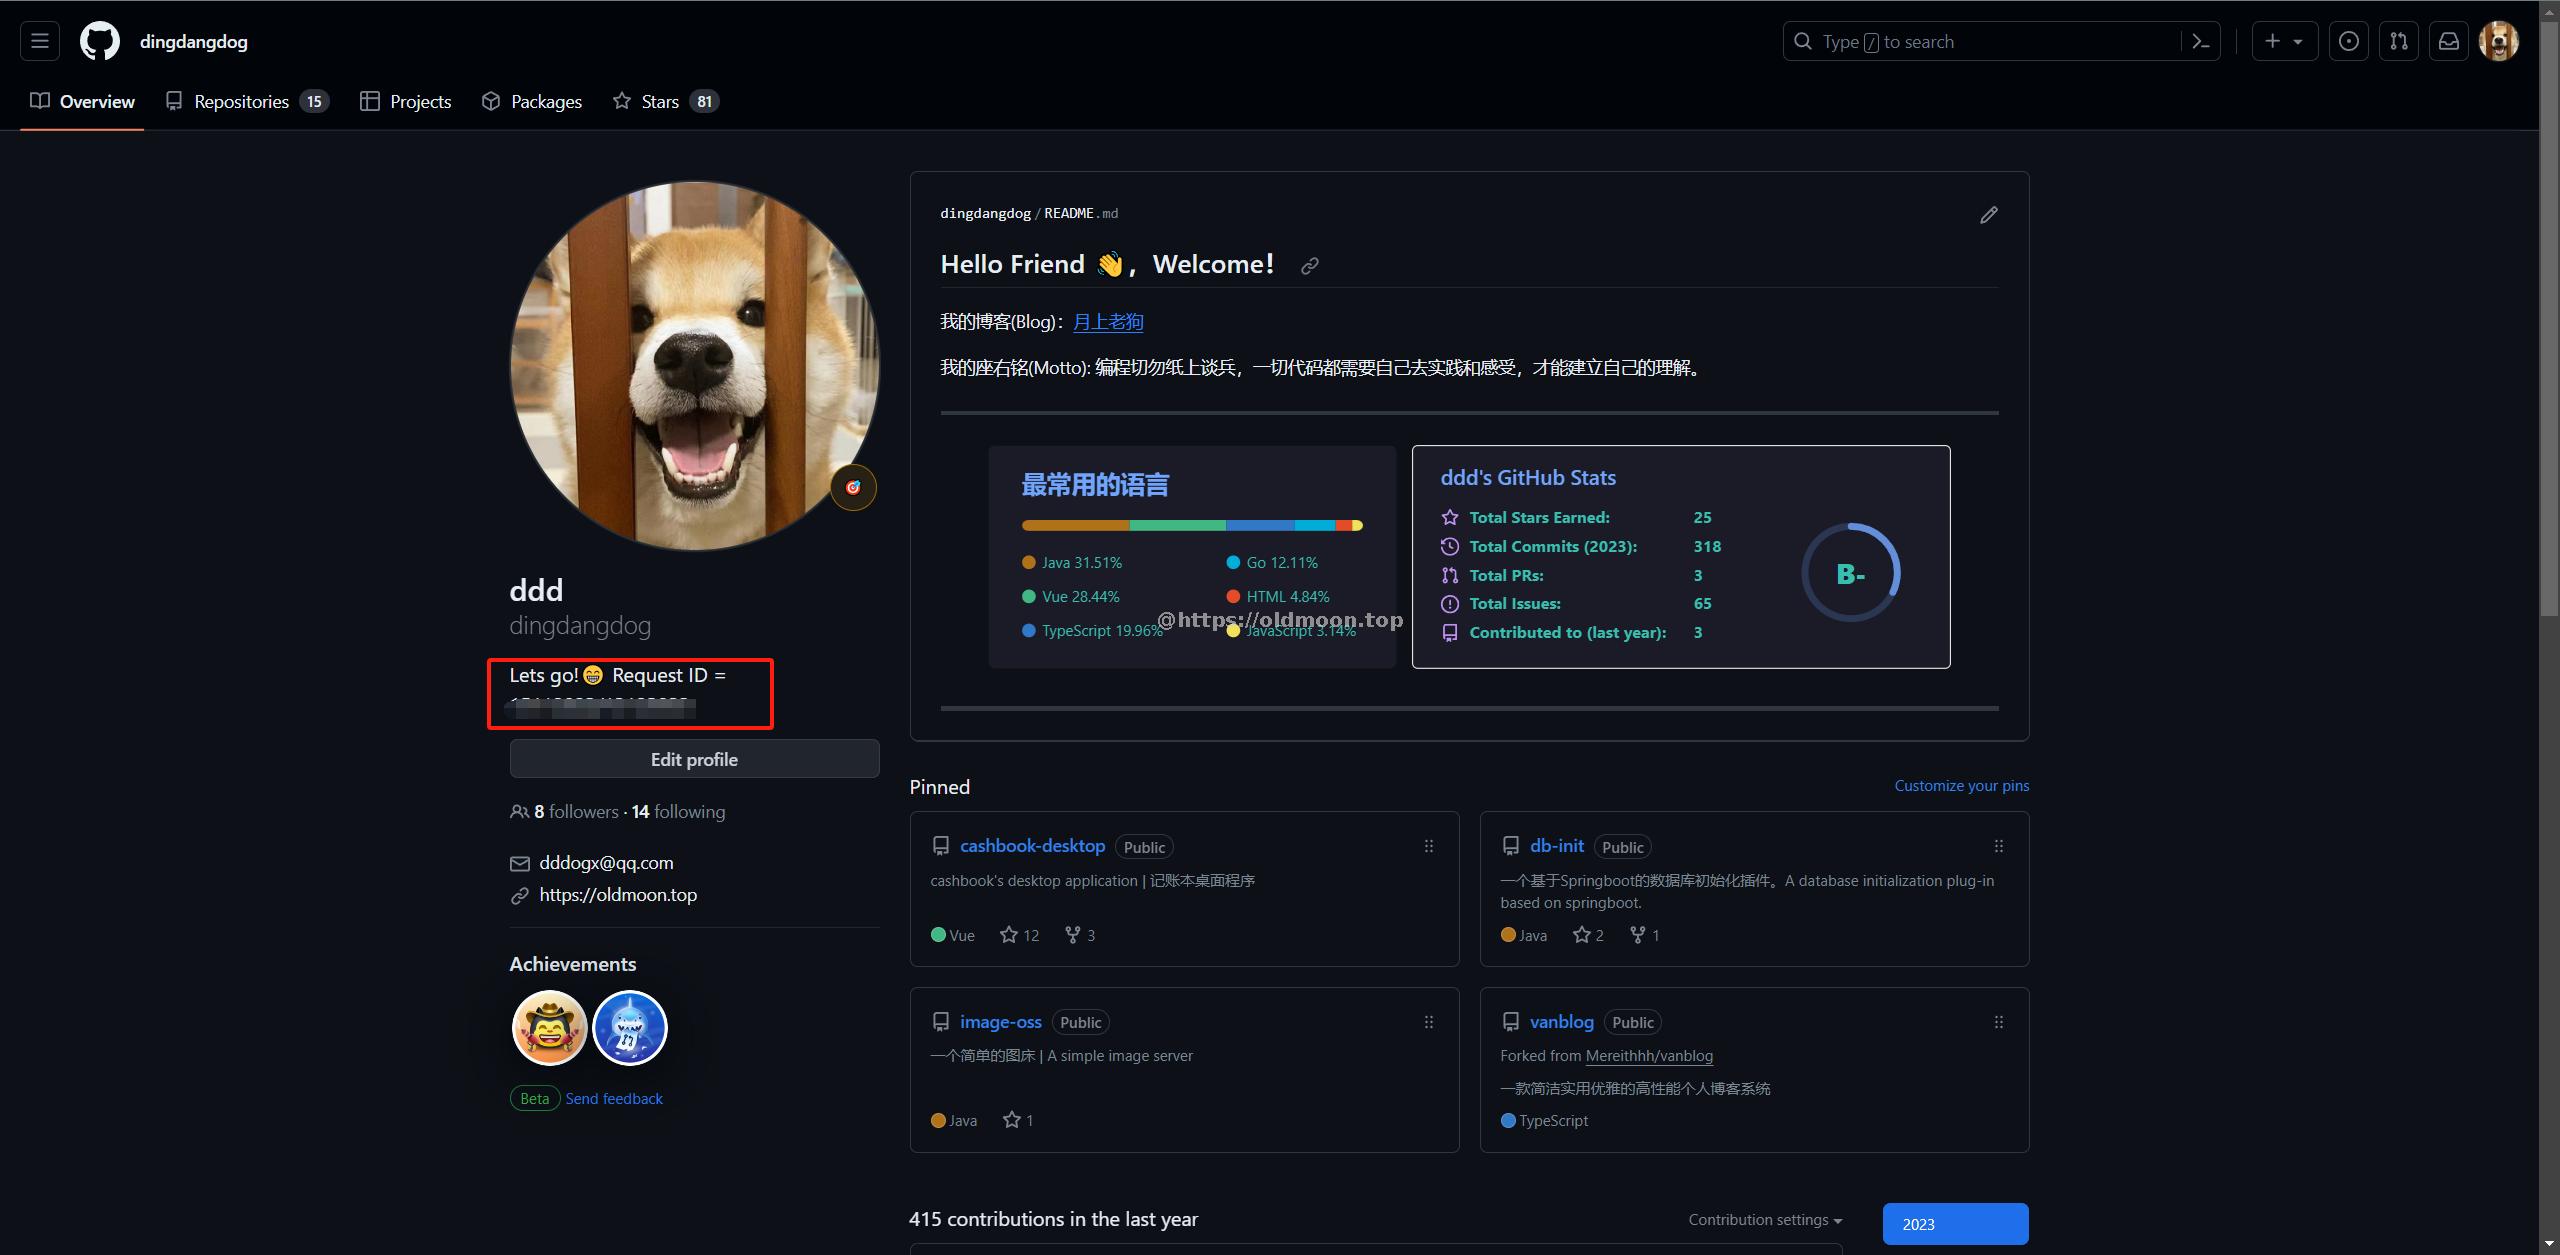 dingdangdog
Type / to search
Overview
Repositories 15
Projects
Packages
Stars 81
ddd
dingdangdog
Lets go!😁 Request ID =
Edit profile
8 followers · 14 following
dddogx@qq.com
https://oldmoon.top
Achievements
Beta Send feedback
dingdangdog/README.md
Hello Friend 👋，Welcome！
我的博客(Blog)：月上老狗
我的座右铭(Motto): 编程切勿纸上谈兵，一切代码都需要自己去实践和感受，才能建立自己的理解。
最常用的语言
Java 31.51%
Vue 28.44%
TypeScript 19.96%
Go 12.11%
HTML 4.84%
JavaScript 3.14%
@https://oldmoon.top
ddd's GitHub Stats
Total Stars Earned: 25
Total Commits (2023): 318
Total PRs: 3
Total Issues: 65
Contributed to (last year): 3
B-
Pinned
Customize your pins
cashbook-desktop Public
cashbook's desktop application | 记账本桌面程序
Vue 12 3
db-init Public
一个基于Springboot的数据库初始化插件。A database initialization plug-in
based on springboot.
Java 2 1
image-oss Public
一个简单的图床 | A simple image server
Java 1
vanblog Public
Forked from Mereithhh/vanblog
一款简洁实用优雅的高性能个人博客系统
TypeScript
415 contributions in the last year
Contribution settings
2023